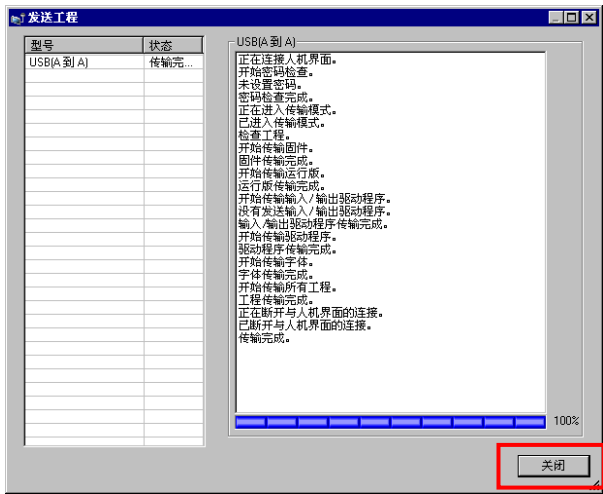 发送工程
型号 状态
USB(A 到 A) 传输完...
USB(A 到 A)
正在连接人机界面。
开始密码检查。
未设置密码。
密码检查完成。
正在进入传输模式。
已进入传输模式。
检查工程。
开始传输固件。
固件传输完成。
开始传输运行版。
运行版传输完成。
开始传输输入/输出驱动程序。
没有发送输入/输出驱动程序。
输入/输出驱动程序传输完成。
开始传输驱动程序。
驱动程序传输完成。
开始传输字体。
字体传输完成。
开始传输所有工程。
工程传输完成。
正在断开与人机界面的连接。
已断开与人机界面的连接。
传输完成。
100%
关闭